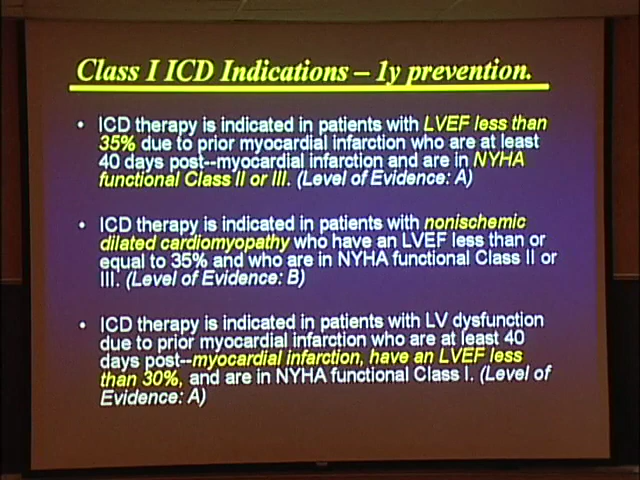 Class I ICD Indications – 1y prevention.
• ICD therapy is indicated in patients with LVEF less than
35% due to prior myocardial infarction who are at least
40 days post--myocardial infarction and are in NYHA
functional Class II or III. (Level of Evidence: A)
• ICD therapy is indicated in patients with nonischemic
dilated cardiomyopathy who have an LVEF less than or
equal to 35% and who are in NYHA functional Class II or
III. (Level of Evidence: B)
• ICD therapy is indicated in patients with LV dysfunction
due to prior myocardial infarction who are at least 40
days post--myocardial infarction, have an LVEF less
than 30%, and are in NYHA functional Class I. (Level of
Evidence: A)